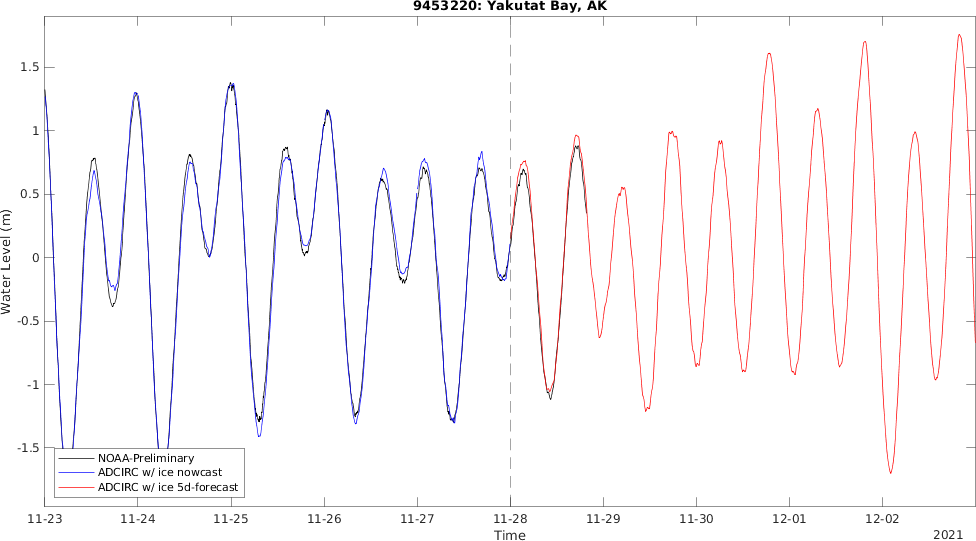 9453220: Yakutat Bay, AK
Water Level (m)
1.5
1
0.5
0
-0.5
-1
-1.5
NOAA-Preliminary
ADCIRC w/ ice nowcast
ADCIRC w/ ice 5d-forecast
11-23 11-24 11-25 11-26 11-27 11-28 11-29 11-30 12-01 12-02
Time
2021